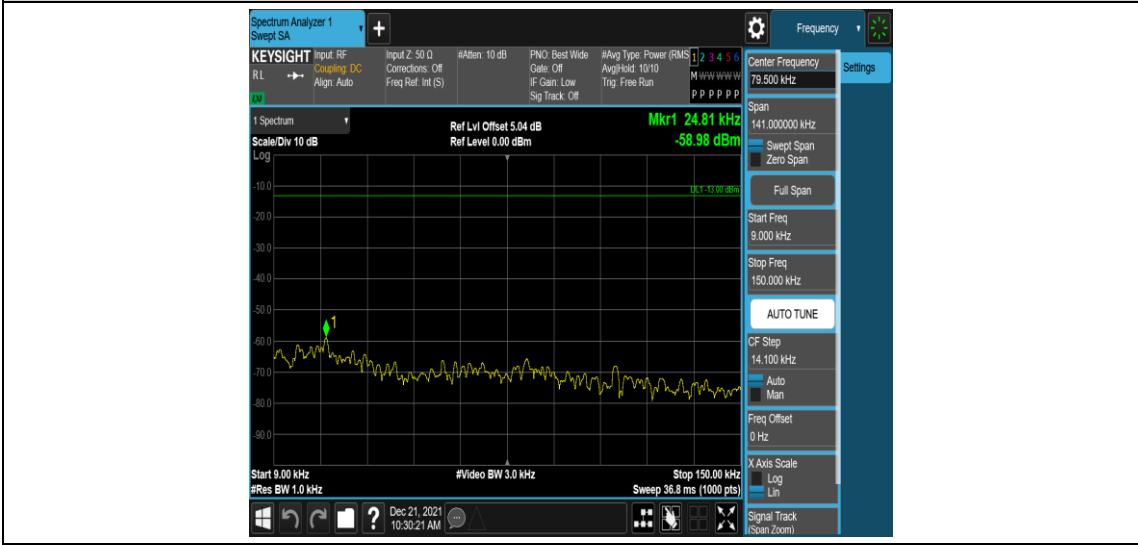 Spectrum Analyzer 1
Swept SA
+
Frequency
KEYSIGHT
RL
LXI
Input: RF
Coupling: DC
Align: Auto
Input Z: 50 Ω
Corrections: Off
Freq Ref: Int (S)
#Atten: 10 dB
PNO: Best Wide
Gate: Off
IF Gain: Low
Sig Track: Off
#Avg Type: Power (RMS
Avg|Hold: 10/10
Trig: Free Run
1 2 3 4 5 6
M W W W W W
P P P P P P
1 Spectrum
Scale/Div 10 dB
Log
Ref Lvl Offset 5.04 dB
Ref Level 0.00 dBm
Mkr1 24.81 kHz
-58.98 dBm
DL1 -13.00 dBm
-10.0
-20.0
-30.0
-40.0
-50.0
1
-60.0
-70.0
-80.0
-90.0
Start 9.00 kHz
#Res BW 1.0 kHz
#Video BW 3.0 kHz
Stop 150.00 kHz
Sweep 36.8 ms (1000 pts)
?
Dec 21, 2021
10:30:21 AM
Center Frequency
79.500 kHz
Settings
Span
141.000000 kHz
Swept Span
Zero Span
Full Span
Start Freq
9.000 kHz
Stop Freq
150.000 kHz
AUTO TUNE
CF Step
14.100 kHz
Auto
Man
Freq Offset
0 Hz
X Axis Scale
Log
Lin
Signal Track
(Span Zoom)